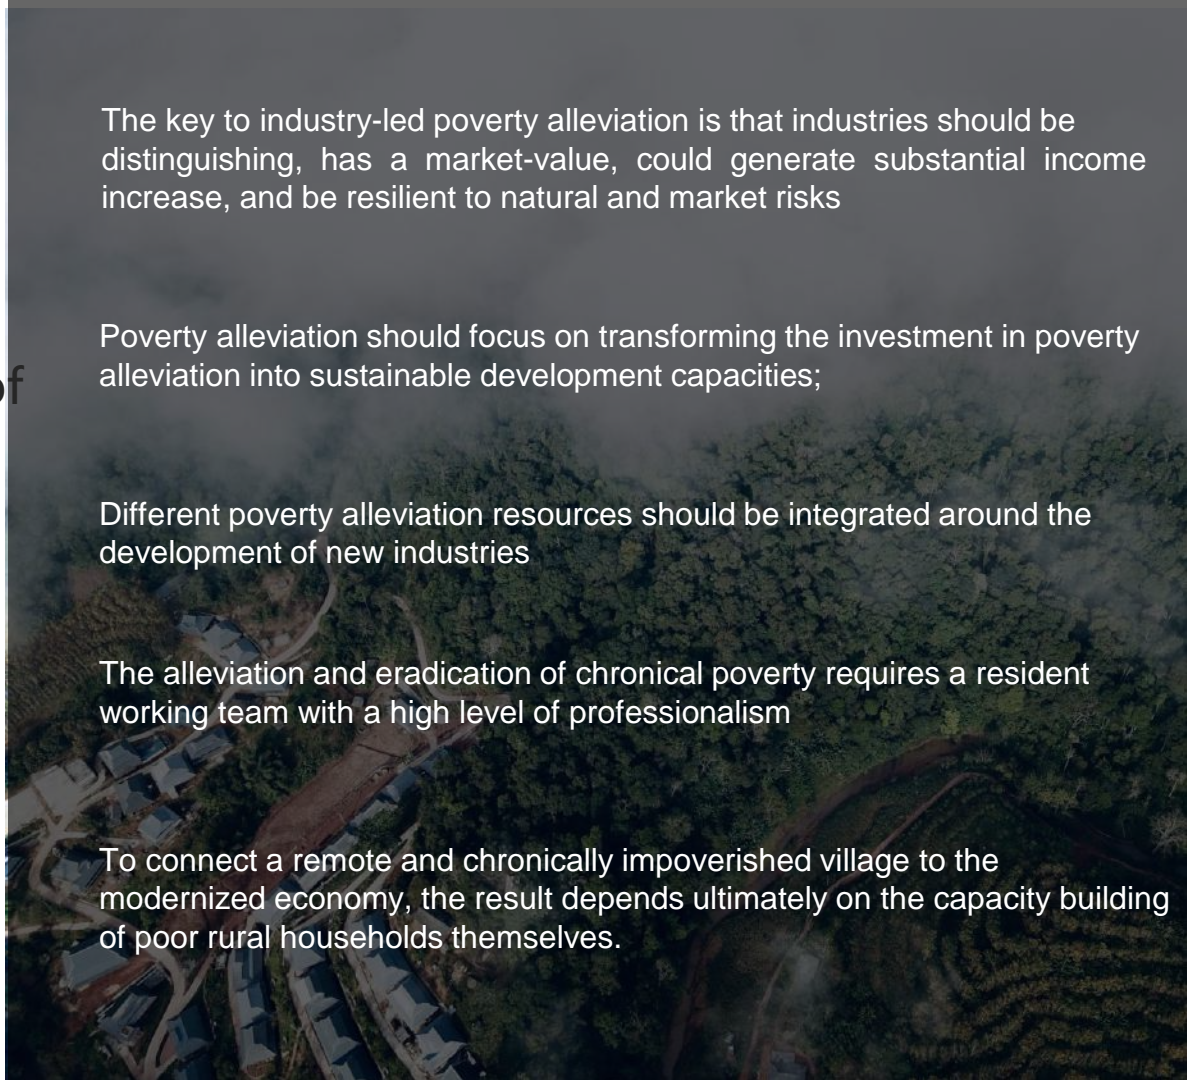 The key to industry-led poverty alleviation is that industries should be
distinguishing, has a market-value, could generate substantial income
increase, and be resilient to natural and market risks
Poverty alleviation should focus on transforming the investment in poverty
alleviation into sustainable development capacities;
of
Different poverty alleviation resources should be integrated around the
development of new industries
The alleviation and eradication of chronical poverty requires a resident
working team with a high level of professionalism
To connect a remote and chronically impoverished village to the
modernized economy, the result depends ultimately on the capacity building
of poor rural households themselves.